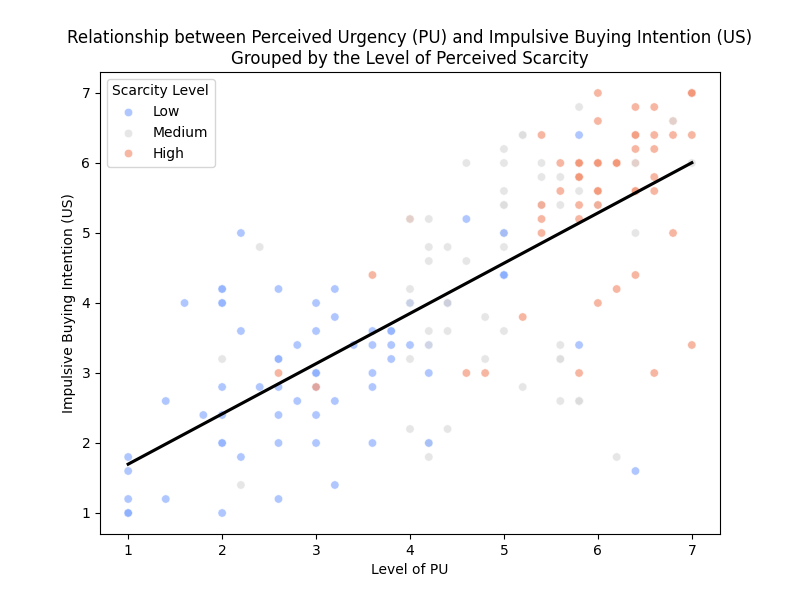 Relationship between Perceived Urgency (PU) and Impulsive Buying Intention (US)
Grouped by the Level of Perceived Scarcity
Scarcity Level
Low
Medium
High
7
6
5
4
3
2
1
Impulsive Buying Intention (US)
1 2 3 4 5 6 7
Level of PU